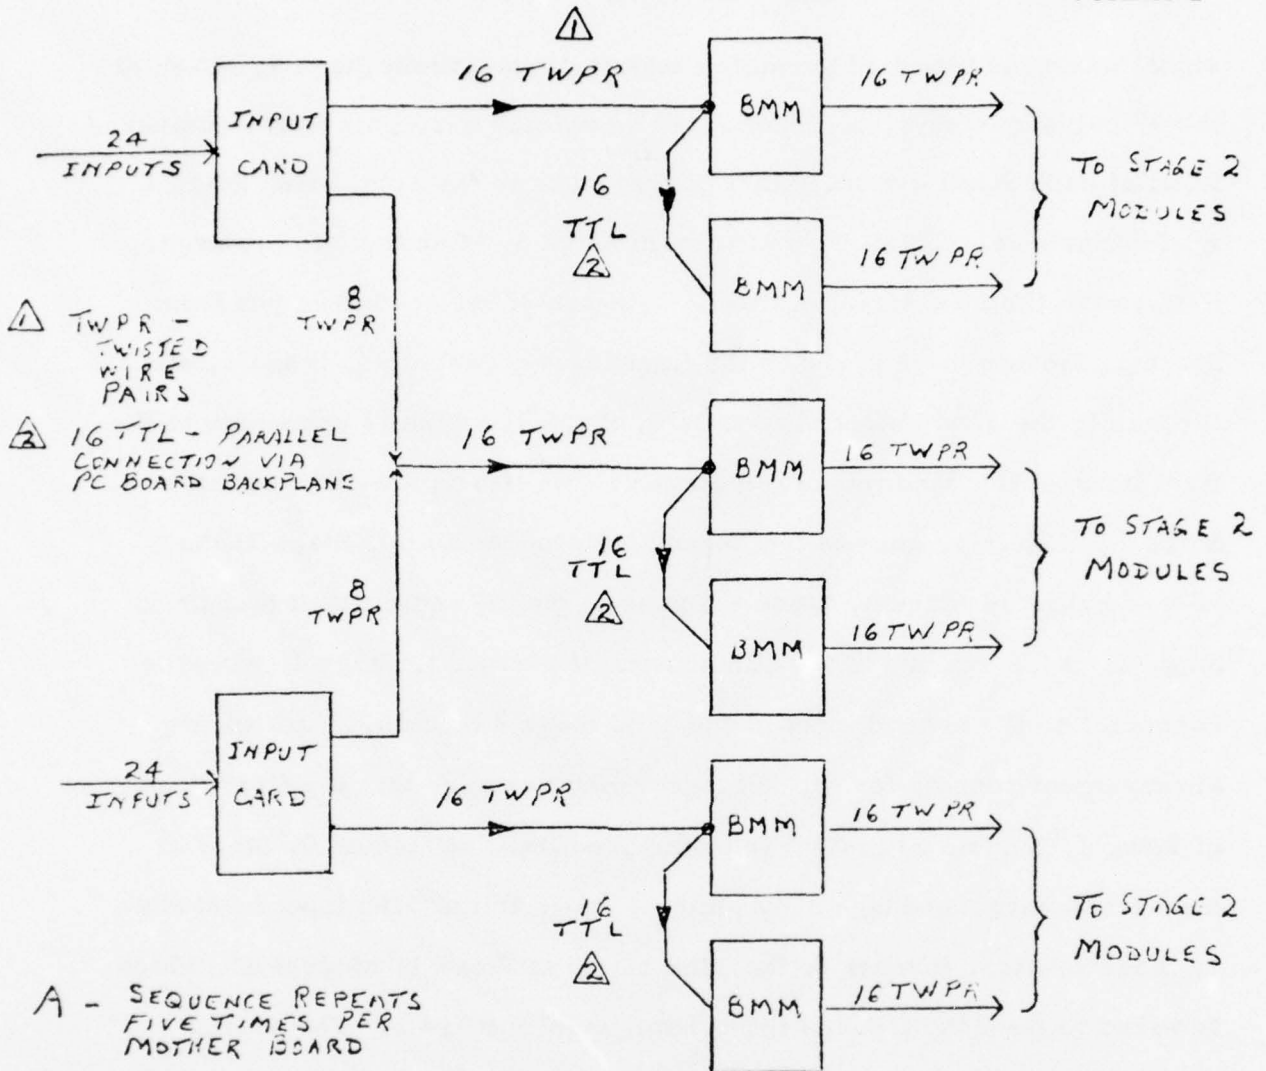 1
16 TWPR
INPUT
CARD
24
INPUTS
BMM
16 TWPR
16
TTL
2
BMM
16 TWPR
TO STAGE 2
MODULES
8
TWPR
1 TWPR -
TWISTED
WIRE
PAIRS
2 16 TTL - PARALLEL
CONNECTION VIA
PC BOARD BACKPLANE
16 TWPR
BMM
16 TWPR
16
TTL
2
BMM
16 TWPR
TO STAGE 2
MODULES
8
TWPR
INPUT
CARD
24
INPUTS
16 TWPR
BMM
16 TWPR
16
TTL
2
BMM
16 TWPR
TO STAGE 2
MODULES
A - SEQUENCE REPEATS
FIVE TIMES PER
MOTHER BOARD